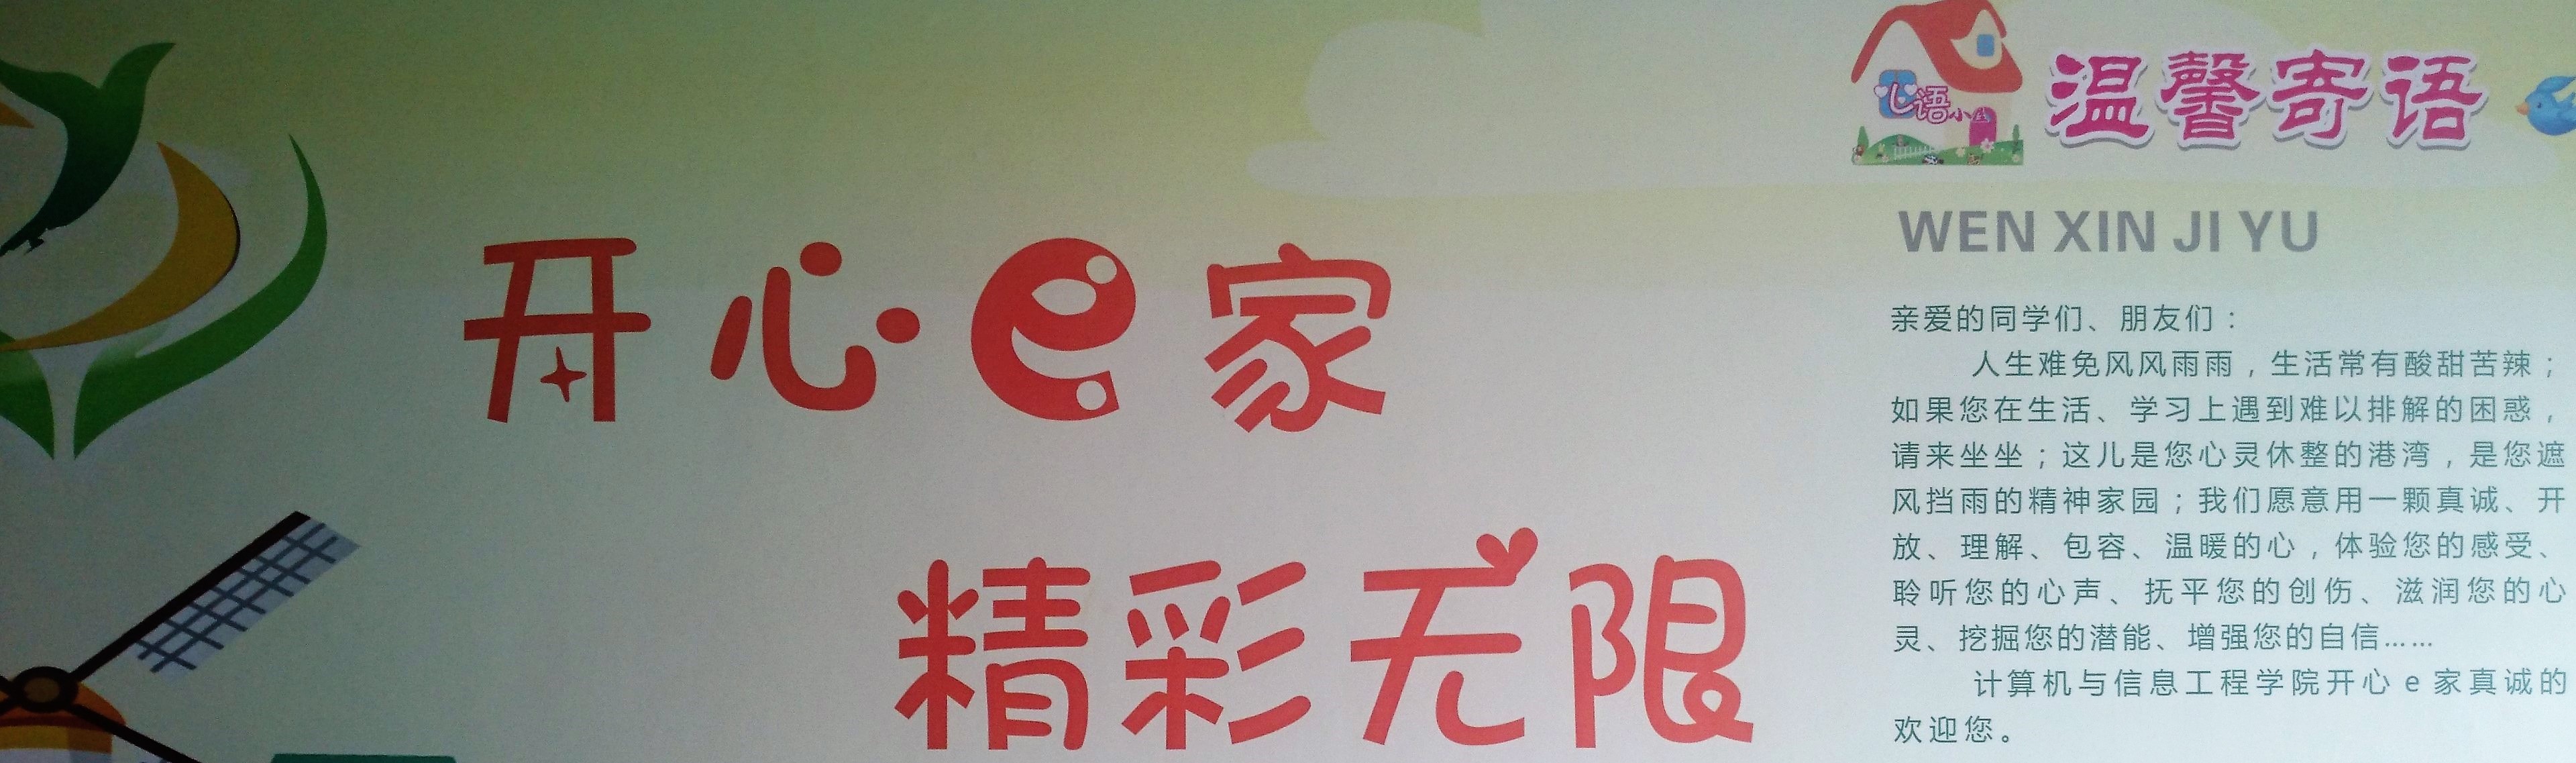 开心e家
精彩无限
心语小
温馨寄语
WEN XIN JI YU
亲爱的同学们、朋友们：
人生难免风风雨雨，生活常有酸甜苦辣；
如果您在生活、学习上遇到难以排解的困惑，
请来坐坐；这儿是您心灵休整的港湾，是您遮
风挡雨的精神家园；我们愿意用一颗真诚、开
放、理解、包容、温暖的心，体验您的感受、
聆听您的心声、抚平您的创伤、滋润您的心
灵、挖掘您的潜能、增强您的自信……
计算机与信息工程学院开心e家真诚的
欢迎您。